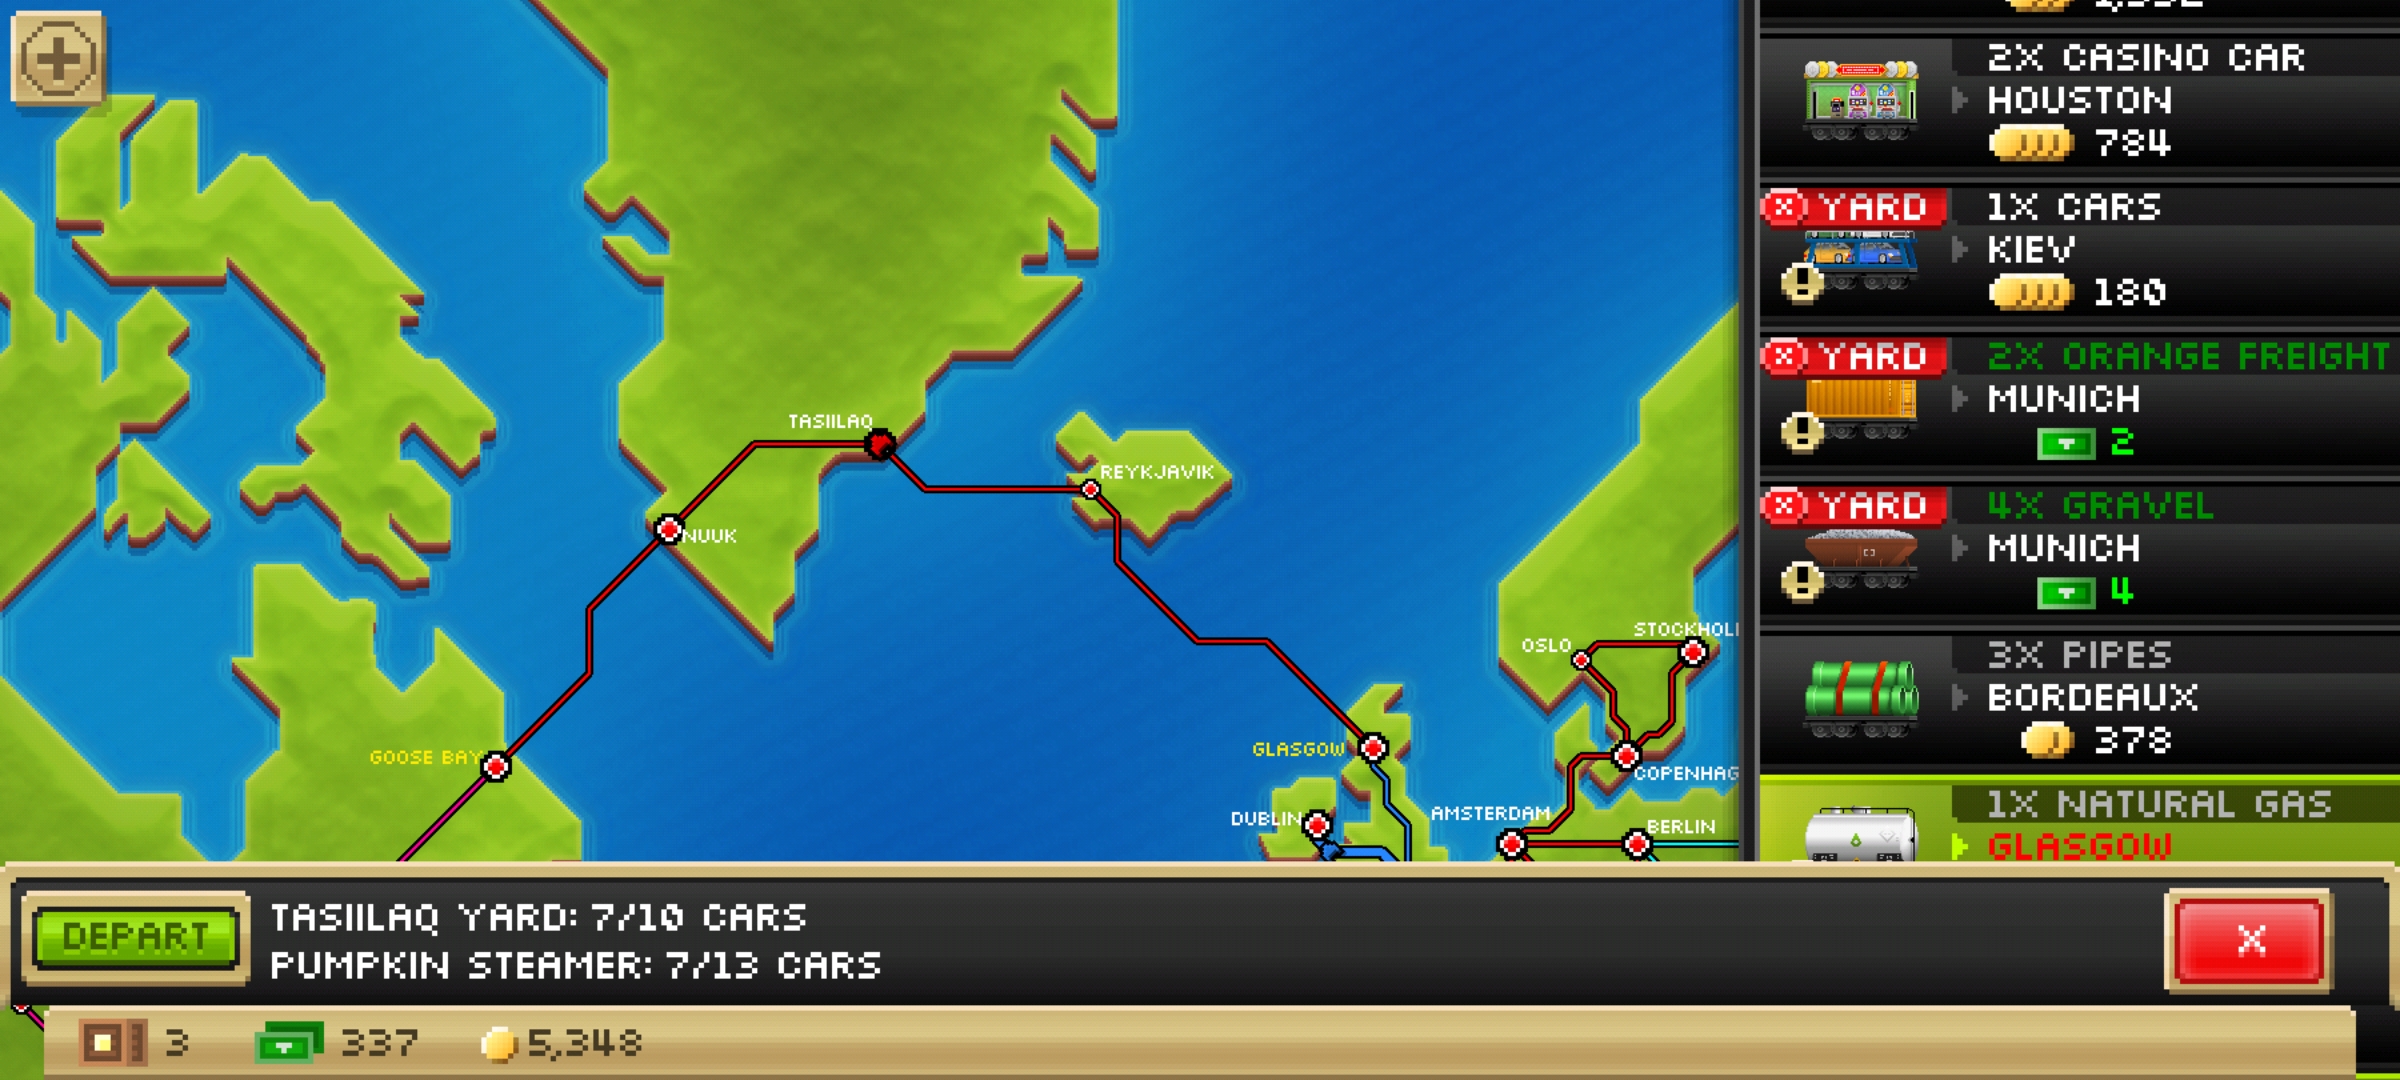 2X CASINO CAR
HOUSTON
784
YARD
1X CARS
KIEV
180
YARD
2X ORANGE FREIGHT
MUNICH
2
YARD
4X GRAVEL
MUNICH
4
3X PIPES
BORDEAUX
378
1X NATURAL GAS
GLASGOW
TASIILAQ
REYKJAVIK
NUUK
GOOSE BAY
GLASGOW
DUBLIN
OSLO
STOCKHOL
COPENHAG
AMSTERDAM
BERLIN
DEPART
TASIILAQ YARD: 7/10 CARS
PUMPKIN STEAMER: 7/13 CARS
X
3
337
5,348